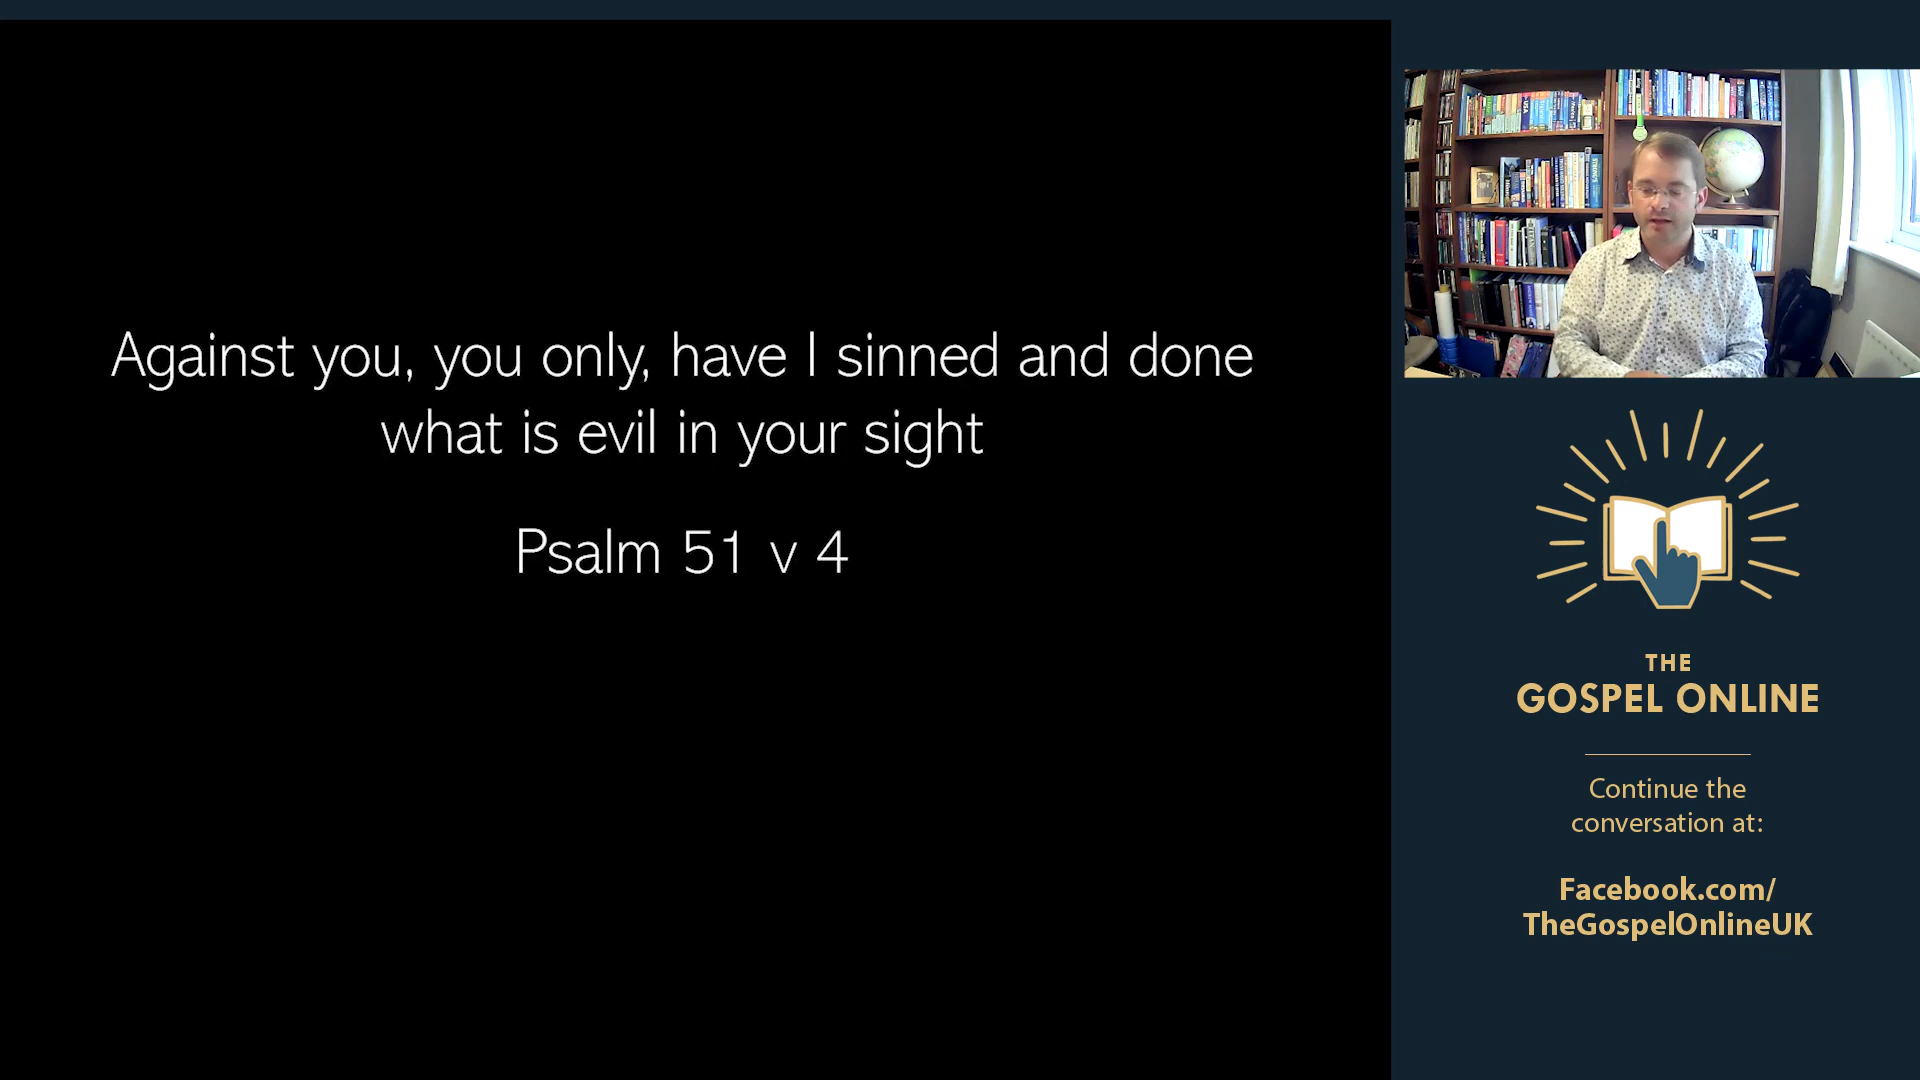 Against you, you only, have I sinned and done
what is evil in your sight
Psalm 51 v 4
THE
GOSPEL ONLINE
Continue the
conversation at:
Facebook.com/
TheGospelOnlineUK